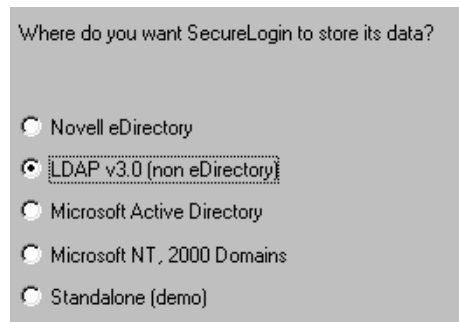 Where do you want SecureLogin to store its data?
Novell eDirectory
LDAP v3.0 (non eDirectory)
Microsoft Active Directory
Microsoft NT, 2000 Domains
Standalone (demo)